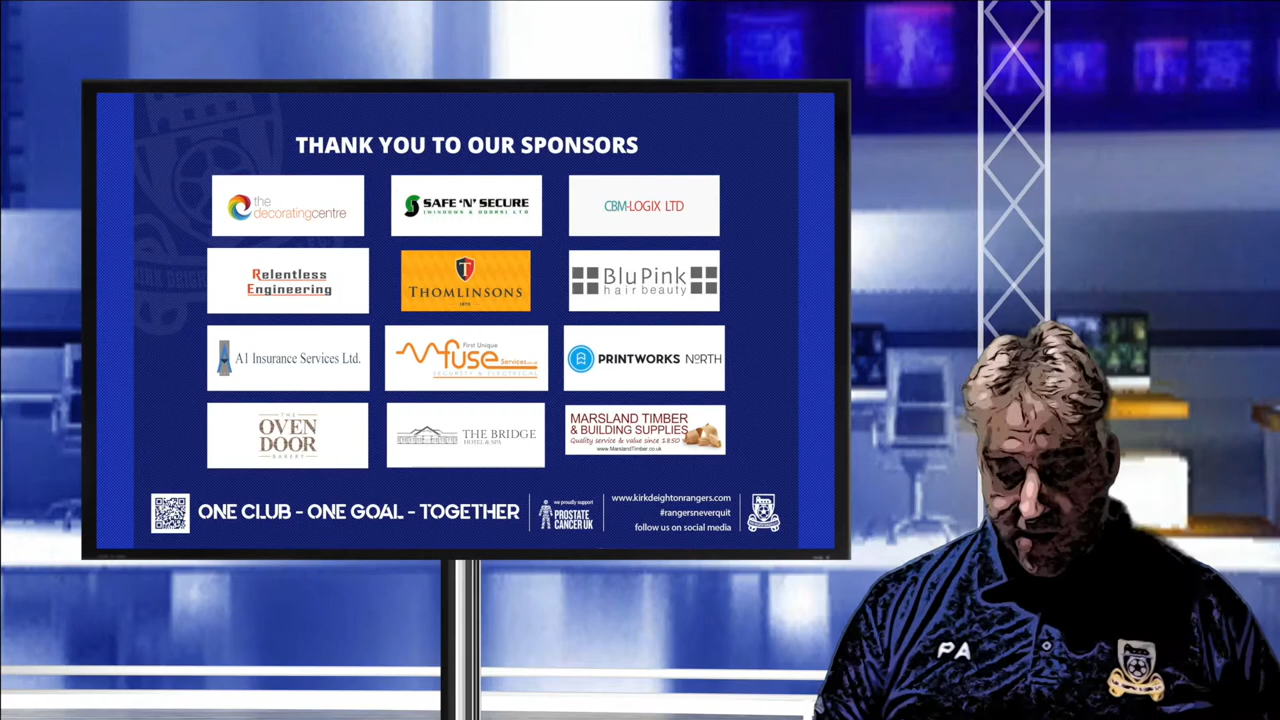 THANK YOU TO OUR SPONSORS
the
decoratingcentre
SAFE 'N' SECURE
(WINDOWS & DOORS) LTD
CBM-LOGIX LTD
Relentless
Engineering
T
THOMLINSONS
BluPink
hair beauty
A1 Insurance Services Ltd.
First Unique
fuse
Services
SECURITY & ELECTRICAL
PRINTWORKS NORTH
THE
OVEN
DOOR
BAKERY
THE BRIDGE
HOTEL & SPA
MARSLAND TIMBER
& BUILDING SUPPLIES
Quality service & value since 1850
www.MarslandTimber.co.uk
ONE CLUB - ONE GOAL - TOGETHER
we proudly support
PROSTATE
CANCER UK
www.kirkdeightonrangers.com
#rangersneverquit
follow us on social media
PA